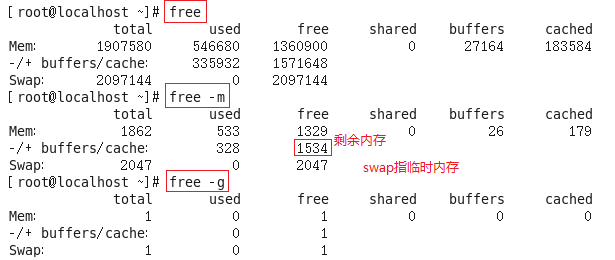 [root@localhost ~]# free
total used free shared buffers cached
Mem: 1907580 546680 1360900 0 27164 183584
-/+ buffers/cache: 335932 1571648
Swap: 2097144 0 2097144
[root@localhost ~]# free -m
total used free shared buffers cached
Mem: 1862 533 1329 0 26 179
-/+ buffers/cache: 328 1534 剩余内存
Swap: 2047 0 2047 swap指临时内存
[root@localhost ~]# free -g
total used free shared buffers cached
Mem: 1 0 1 0 0 0
-/+ buffers/cache: 0 1
Swap: 1 0 1